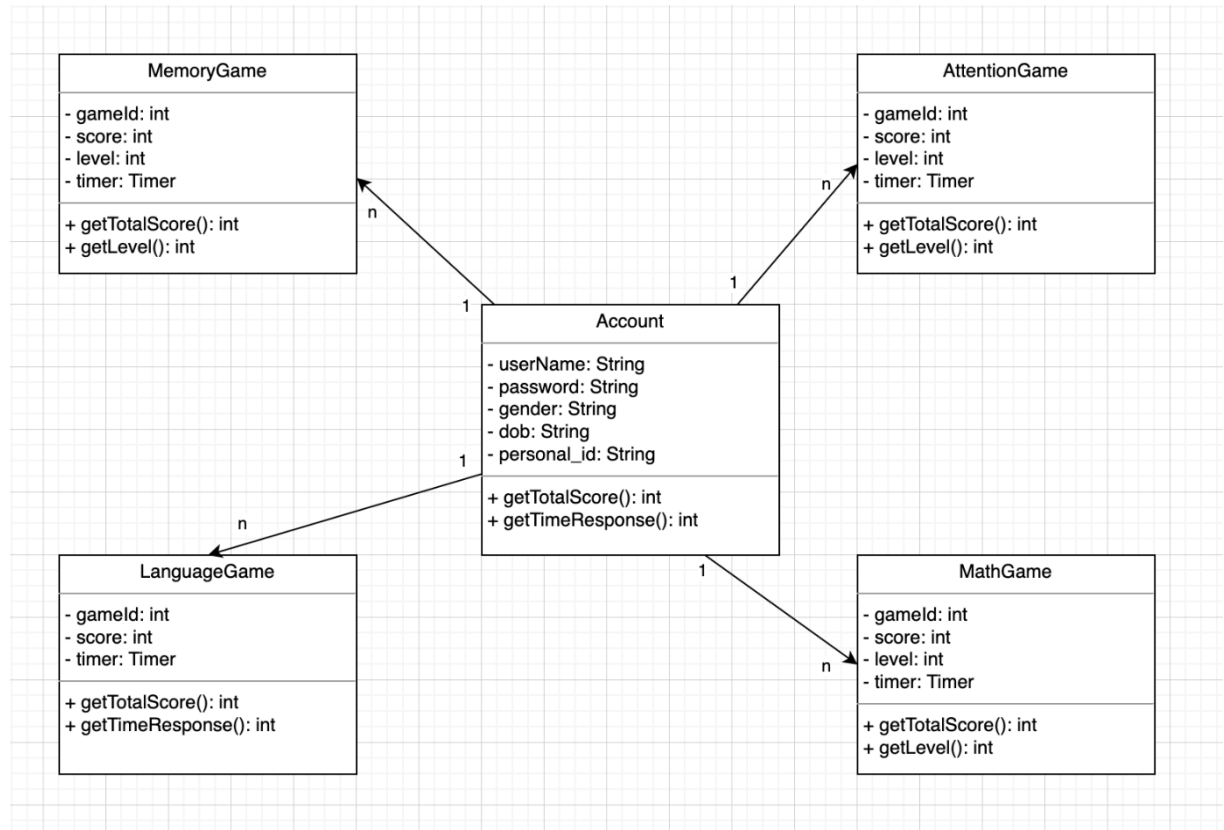 MemoryGame
- gameId: int
- score: int
- level: int
- timer: Timer
+ getTotalScore(): int
+ getLevel(): int
AttentionGame
- gameId: int
- score: int
- level: int
- timer: Timer
+ getTotalScore(): int
+ getLevel(): int
n
n
1
1
Account
- userName: String
- password: String
- gender: String
- dob: String
- personal_id: String
+ getTotalScore(): int
+ getTimeResponse(): int
1
n
1
n
LanguageGame
- gameId: int
- score: int
- timer: Timer
+ getTotalScore(): int
+ getTimeResponse(): int
MathGame
- gameId: int
- score: int
- level: int
- timer: Timer
+ getTotalScore(): int
+ getLevel(): int